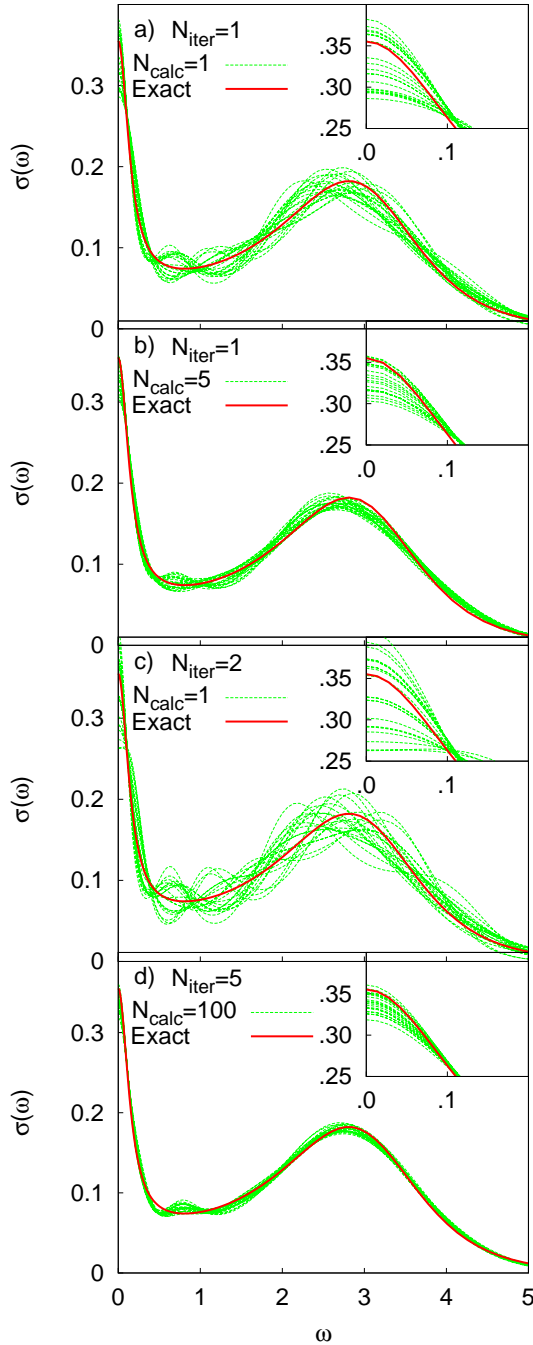 a) N_iter=1
N_calc=1
Exact
σ(ω)
0.3
0.2
0.1
0
.35
.30
.25
.0 .1
b) N_iter=1
N_calc=5
Exact
σ(ω)
0.3
0.2
0.1
0
.35
.30
.25
.0 .1
c) N_iter=2
N_calc=1
Exact
σ(ω)
0.3
0.2
0.1
0
.35
.30
.25
.0 .1
d) N_iter=5
N_calc=100
Exact
σ(ω)
0.3
0.2
0.1
0
.35
.30
.25
.0 .1
0 1 2 3 4 5
ω